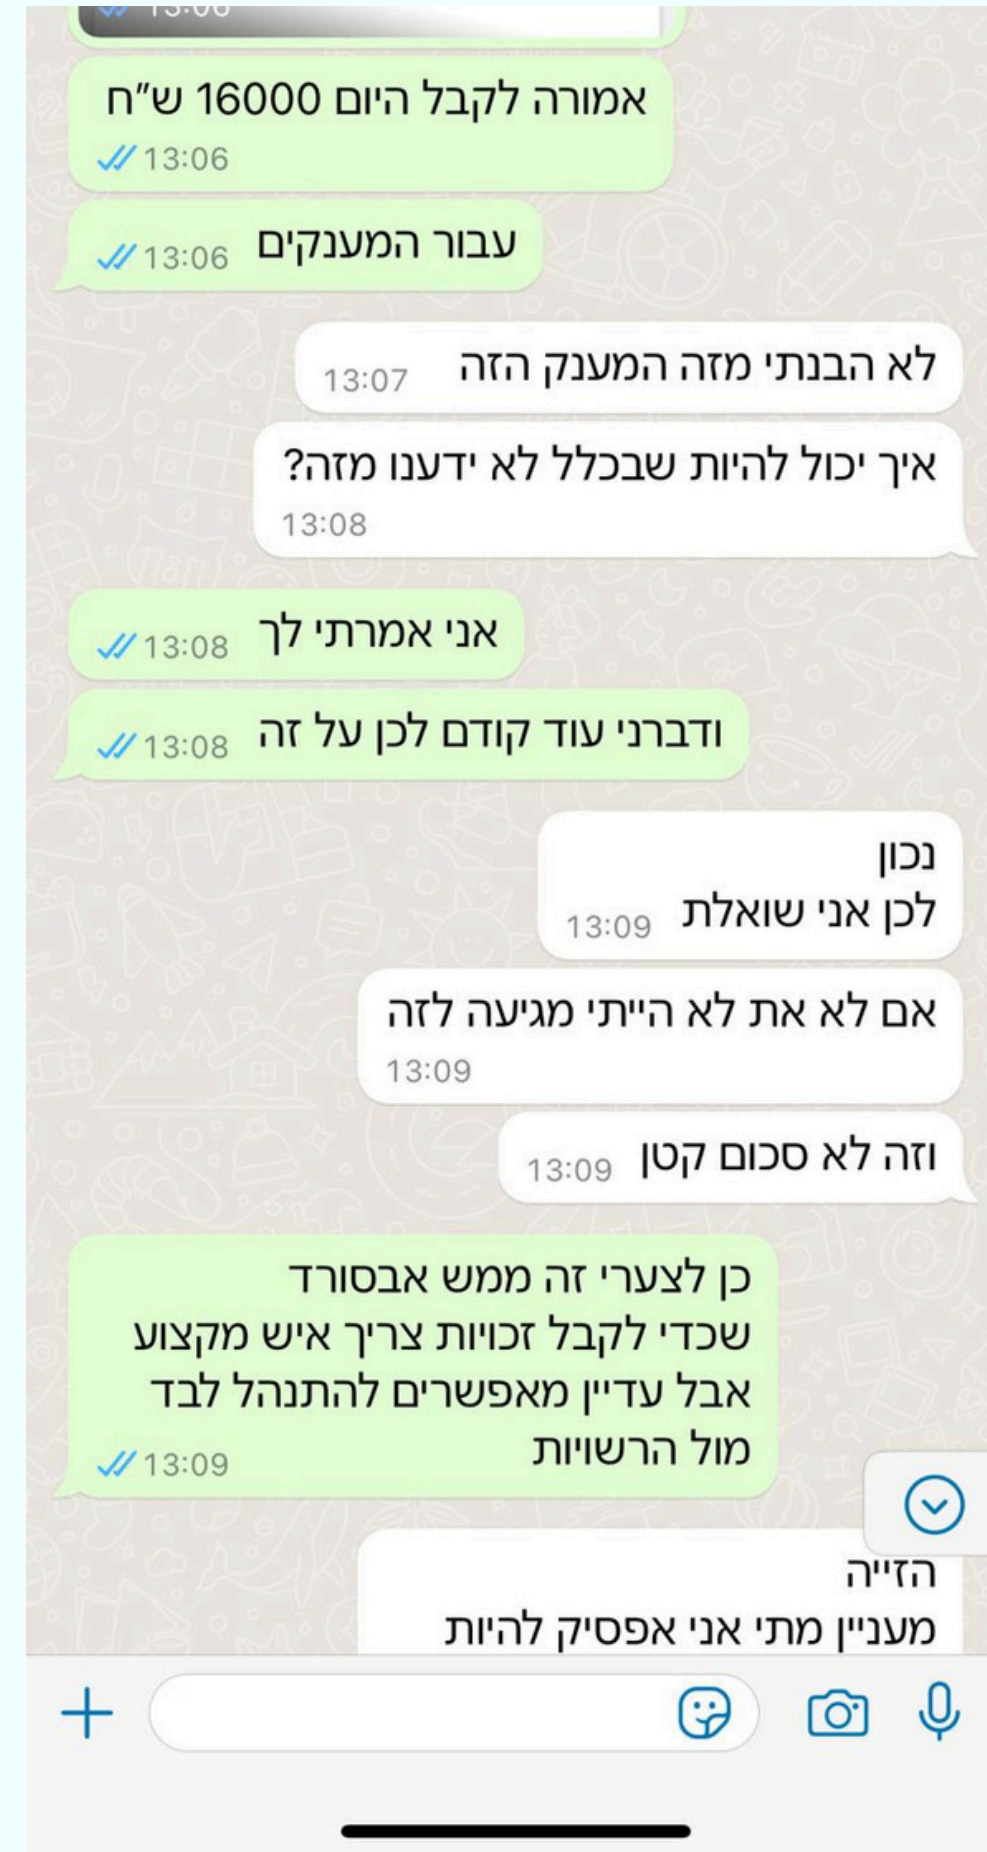 13:06
אמורה לקבל היום 16000 ש"ח
13:06
עבור המענקים
13:06
לא הבנתי מזה המענק הזה
13:07
איך יכול להיות שבכלל לא ידענו מזה?
13:08
אני אמרתי לך
13:08
ודברני עוד קודם לכן על זה
13:08
נכון
לכן אני שואלת
13:09
אם לא את לא הייתי מגיעה לזה
13:09
וזה לא סכום קטן
13:09
כן לצערי זה ממש אבסורד
שכדי לקבל זכויות צריך איש מקצוע
אבל עדיין מאפשרים להתנהל לבד
מול הרשויות
13:09
הזייה
מעניין מתי אני אפסיק להיות